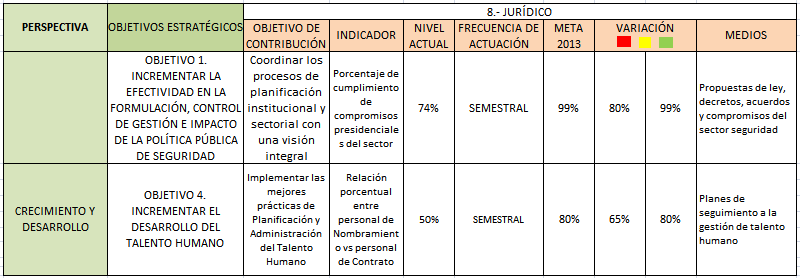 8.- JURÍDICO
PERSPECTIVA
OBJETIVOS ESTRATÉGICOS
OBJETIVO DE
CONTRIBUCIÓN
INDICADOR
NIVEL
ACTUAL
FRECUENCIA DE
ACTUACIÓN
META
2013
VARIACIÓN
MEDIOS
OBJETIVO 1.
INCREMENTAR LA
EFECTIVIDAD EN LA
FORMULACIÓN, CONTROL
DE GESTIÓN E IMPACTO
DE LA POLÍTICA PÚBLICA
DE SEGURIDAD
Coordinar los
procesos de
planificación
institucional y
sectorial con
una visión
integral
Porcentaje de
cumplimiento
de
compromisos
presidenciale
s del sector
74%
SEMESTRAL
99%
80%
99%
Propuestas de ley,
decretos, acuerdos
y compromisos del
sector seguridad
CRECIMIENTO Y
DESARROLLO
OBJETIVO 4.
INCREMENTAR EL
DESARROLLO DEL
TALENTO HUMANO
Implementar las
mejores
prácticas de
Planificación y
Administración
del Talento
Humano
Relación
porcentual
entre
personal de
Nombramient
o vs personal
de Contrato
50%
SEMESTRAL
80%
65%
80%
Planes de
seguimiento a la
gestión de talento
humano